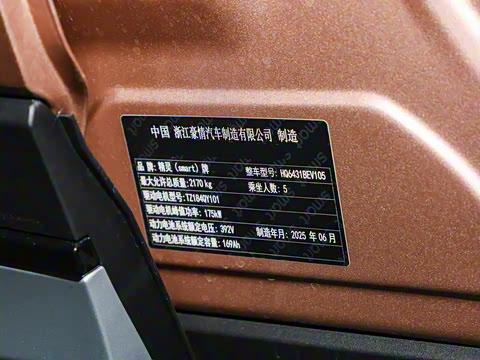 中国 浙江豪情汽车制造有限公司 制造
品 牌：精灵（smart）牌 整车型号：HQ6431BEV105
最大允许总质量：2170 kg 乘坐人数：5
驱动电机型号：TZ184QY101
驱动电机峰值功率：175kW
动力电池系统额定电压：392V 制造年月：2025 年 06 月
动力电池系统额定容量：169Ah